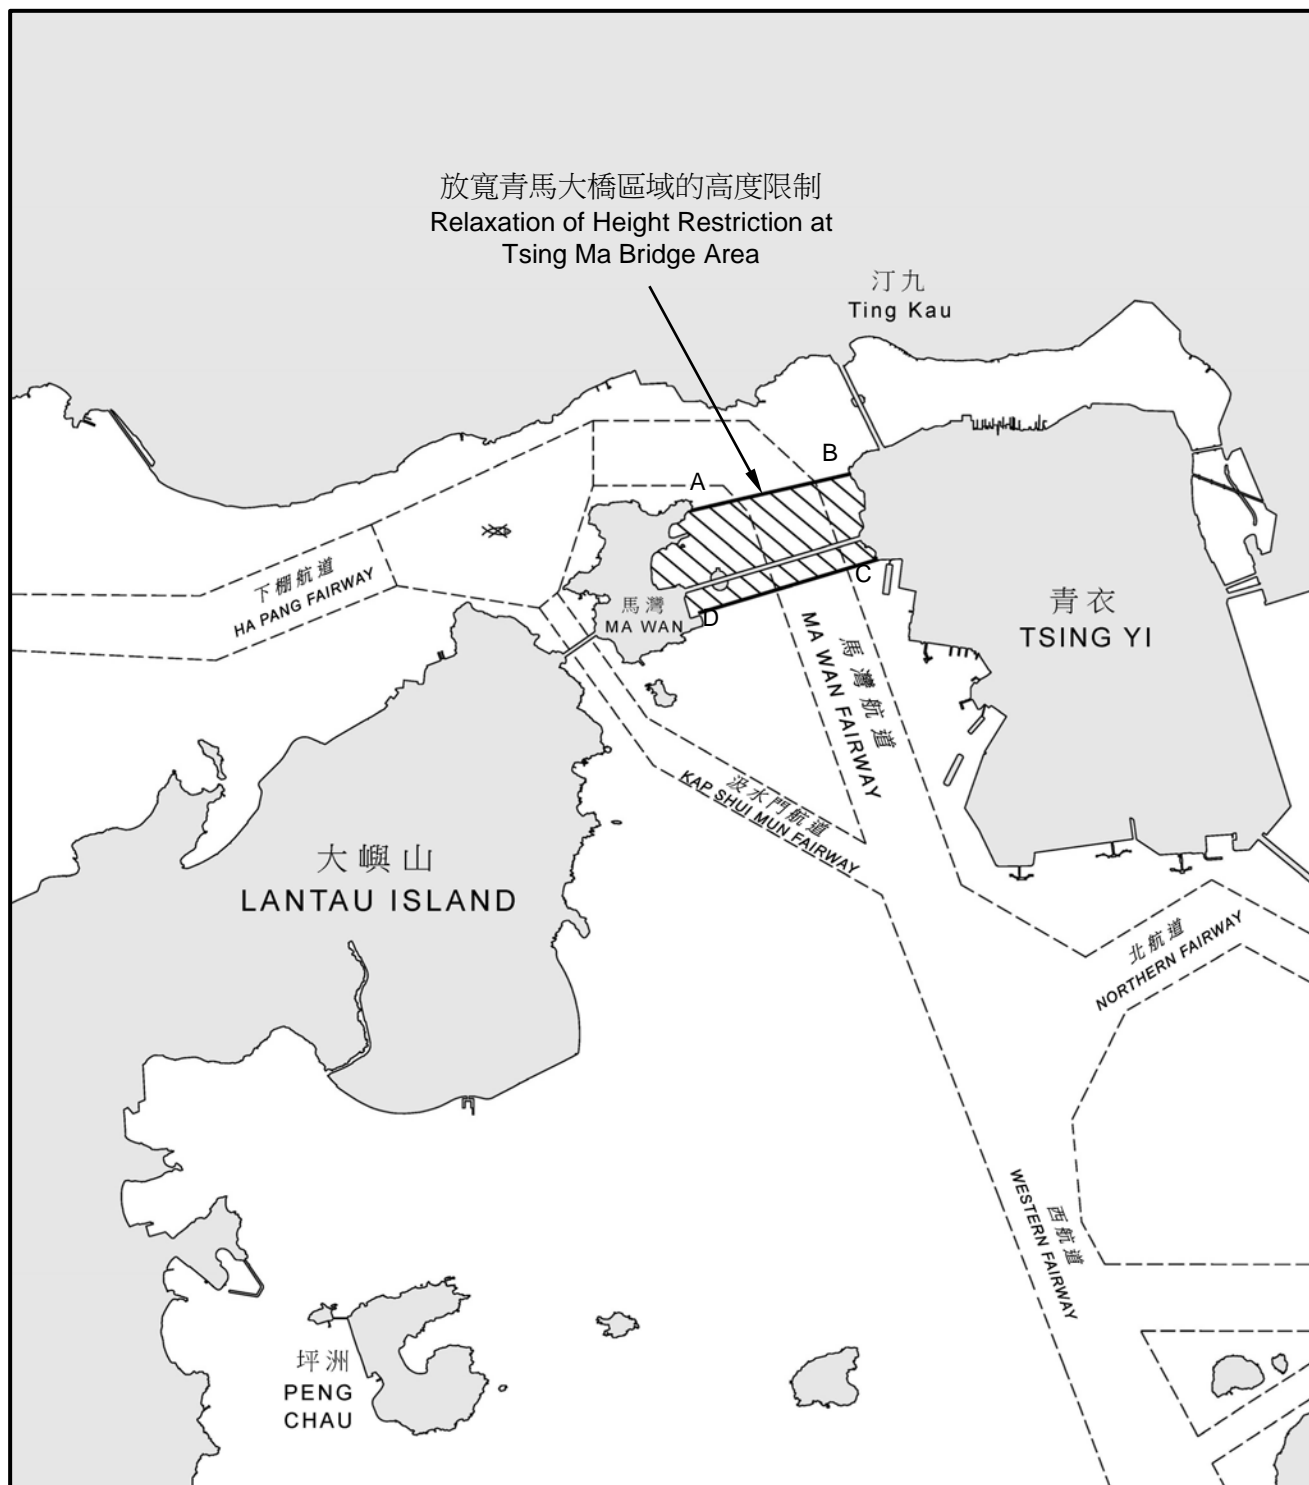 放寬青馬大橋區域的高度限制
Relaxation of Height Restriction at
Tsing Ma Bridge Area
汀九
Ting Kau
B
A
下棚航道
HA PANG FAIRWAY
C
D
馬灣
MA WAN
青衣
TSING YI
馬灣航道
MA WAN FAIRWAY
汲水門航道
KAP SHUI MUN FAIRWAY
大嶼山
LANTAU ISLAND
北航道
NORTHERN FAIRWAY
西航道
WESTERN FAIRWAY
坪洲
PENG
CHAU